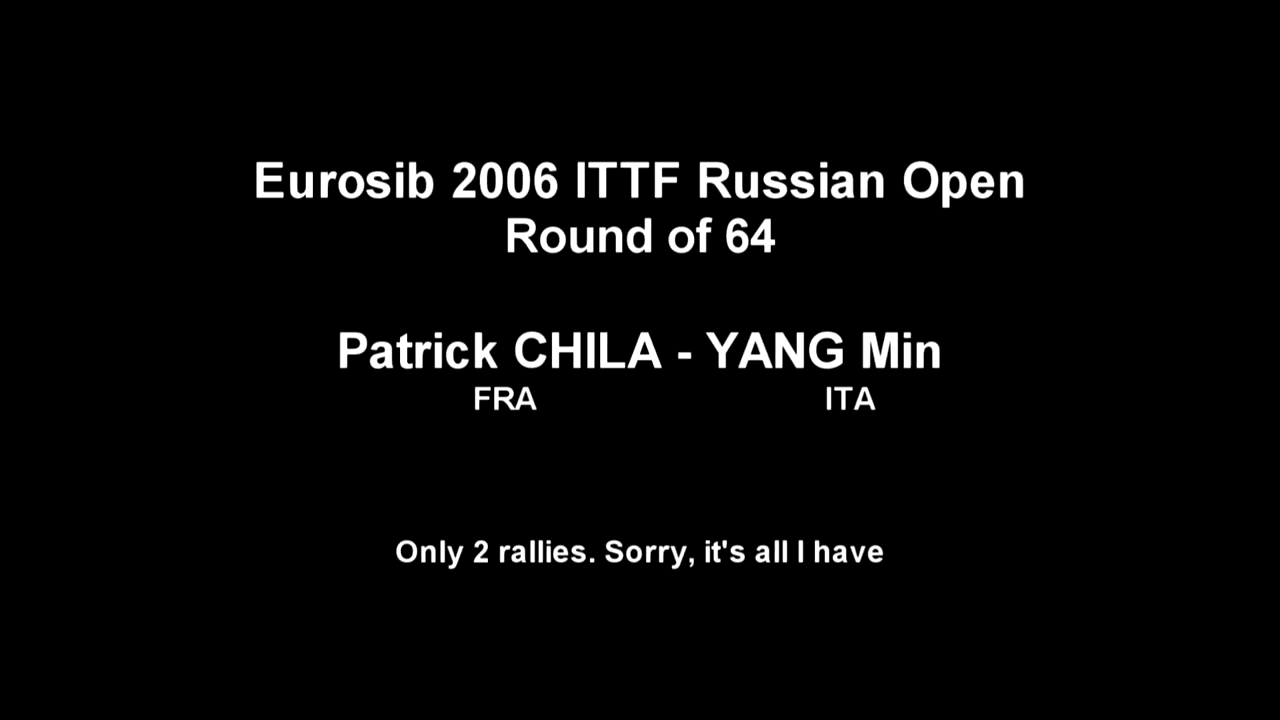 Eurosib 2006 ITTF Russian Open
Round of 64
Patrick CHILA - YANG Min
FRA ITA
Only 2 rallies. Sorry, it's all I have